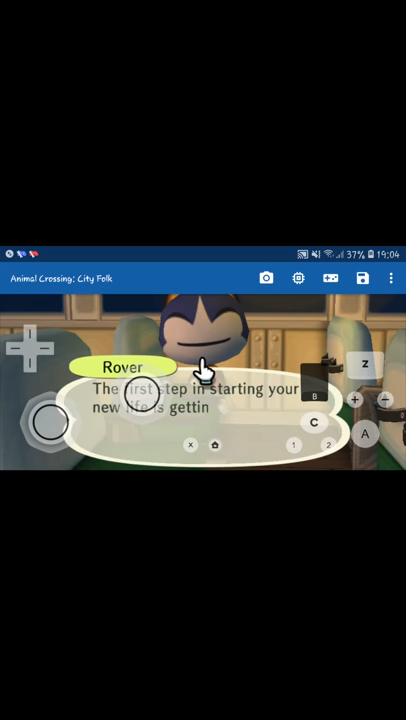 37% 19:04
Animal Crossing: City Folk
Rover
The first step in starting your
new life is gettin
Z
B
+ -
C
A
X
1 2